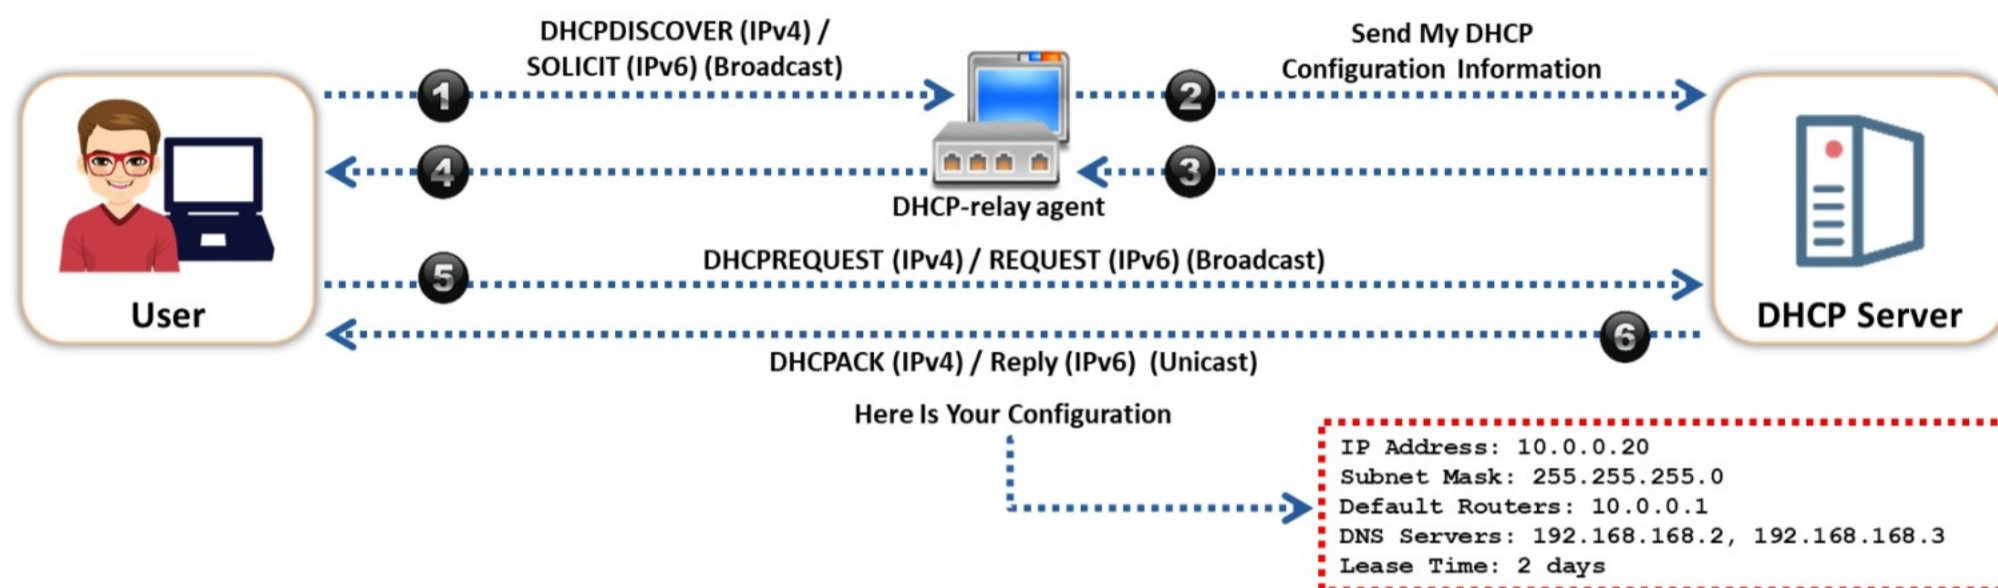 DHCPDISCOVER (IPv4) /
SOLICIT (IPv6) (Broadcast)
Send My DHCP
Configuration Information
1
2
4
3
DHCP-relay agent
DHCPREQUEST (IPv4) / REQUEST (IPv6) (Broadcast)
5
User
DHCP Server
6
DHCPACK (IPv4) / Reply (IPv6) (Unicast)
Here Is Your Configuration
IP Address: 10.0.0.20
Subnet Mask: 255.255.255.0
Default Routers: 10.0.0.1
DNS Servers: 192.168.168.2, 192.168.168.3
Lease Time: 2 days